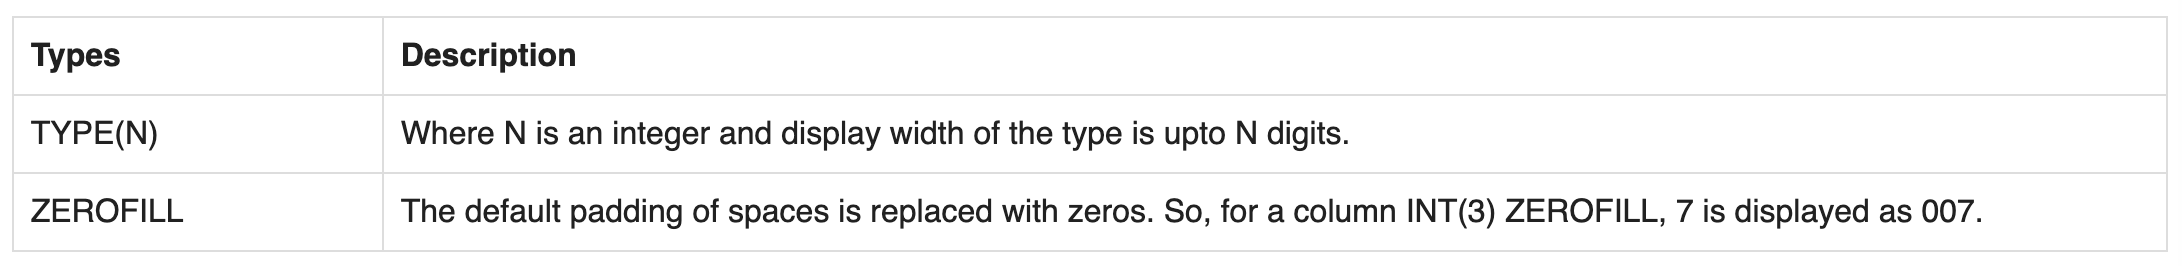 Types Description
TYPE(N) Where N is an integer and display width of the type is upto N digits.
ZEROFILL The default padding of spaces is replaced with zeros. So, for a column INT(3) ZEROFILL, 7 is displayed as 007.